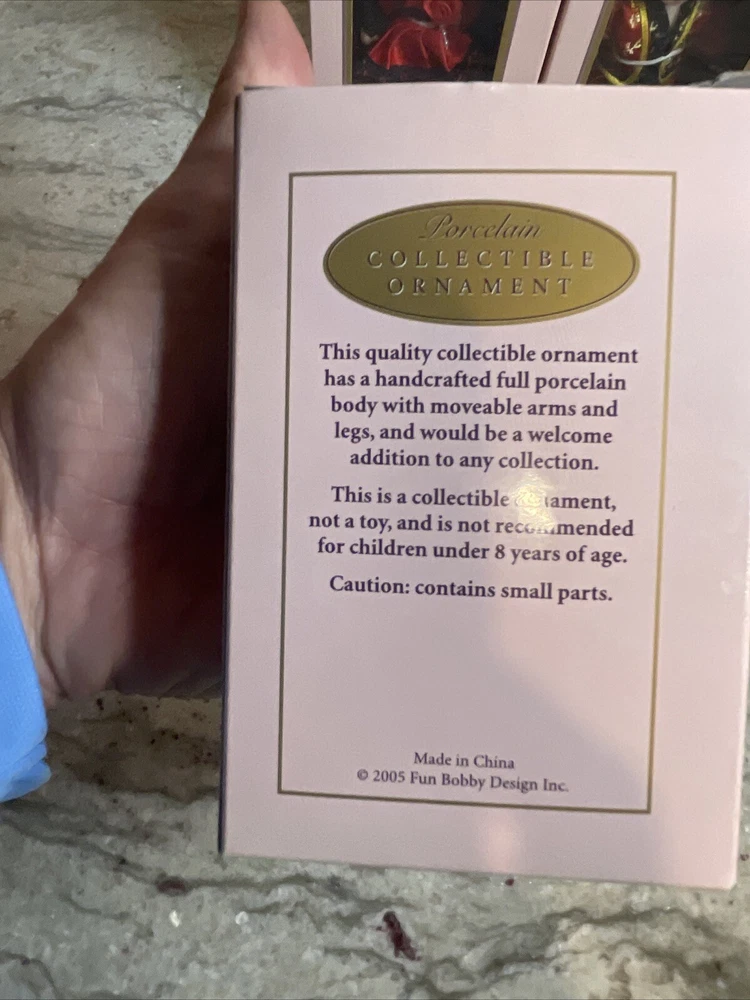 Porcelain
COLLECTIBLE
ORNAMENT
This quality collectible ornament
has a handcrafted full porcelain
body with moveable arms and
legs, and would be a welcome
addition to any collection.
This is a collectible
not a toy, and is not recommended
for children under 8 years of age.
Caution: contains small parts.
Made in China
© 2005 Fun Bobby Design Inc.